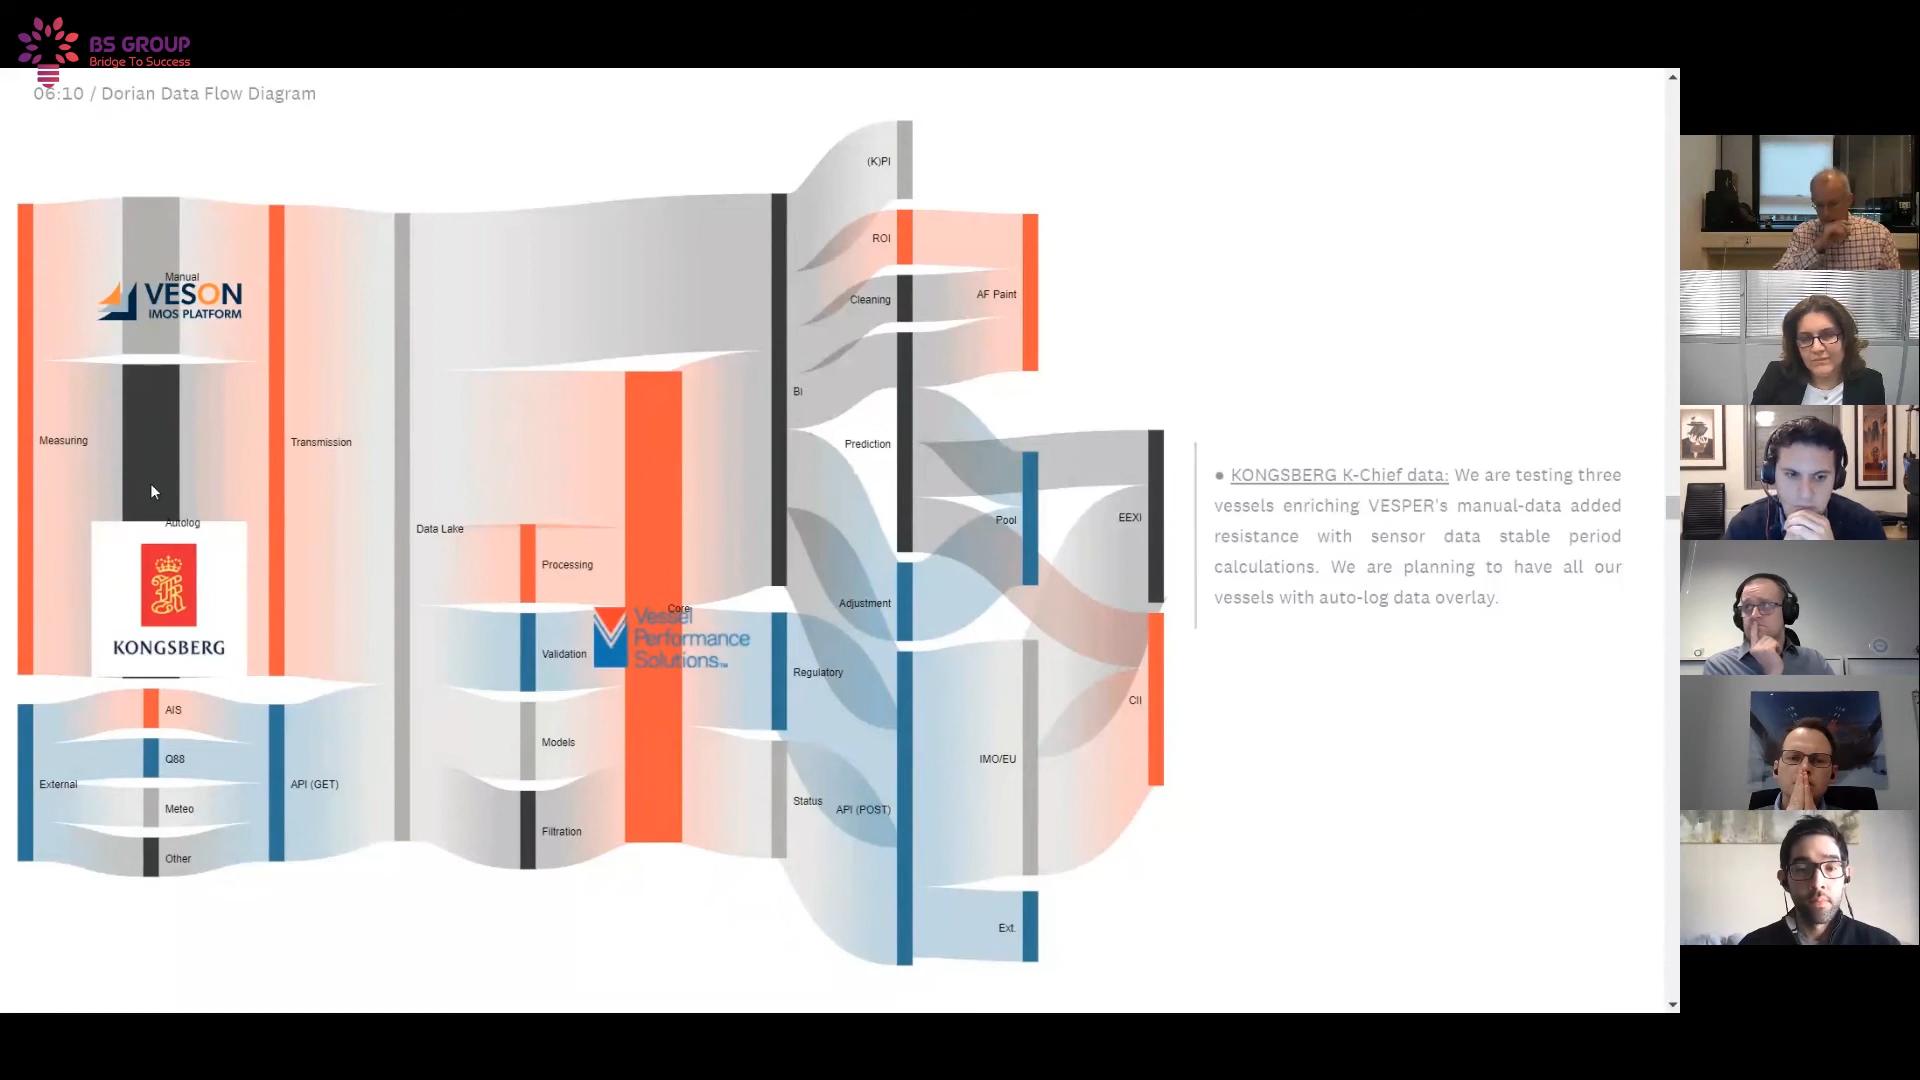 BS GROUP
Bridge To Success
06:10 / Dorian Data Flow Diagram
Manual
VESON
IMOS PLATFORM
Measuring
Autolog
KONGSBERG
Transmission
AIS
Q88
External
Meteo
Other
API (GET)
Data Lake
Processing
Validation
Models
Filtration
Core
Vessel
Performance
Solutions™
BI
Regulatory
Status
(K)PI
ROI
Cleaning
Prediction
Adjustment
API (POST)
AF Paint
Pool
IMO/EU
Ext.
EEXI
CII
• KONGSBERG K-Chief data: We are testing three
vessels enriching VESPER's manual-data added
resistance with sensor data stable period
calculations. We are planning to have all our
vessels with auto-log data overlay.